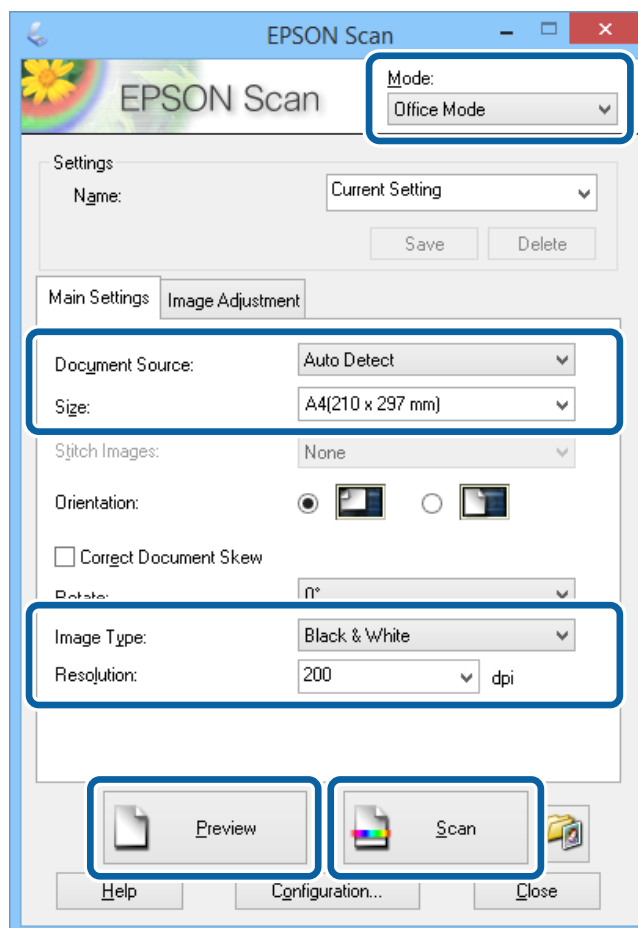 EPSON Scan
EPSON Scan
Mode:
Office Mode
Settings
Name:
Current Setting
Save
Delete
Main Settings
Image Adjustment
Document Source:
Auto Detect
Size:
A4(210 x 297 mm)
Stitch Images:
None
Orientation:
Correct Document Skew
Rotate:
0°
Image Type:
Black & White
Resolution:
200
dpi
Preview
Scan
Help
Configuration...
Close